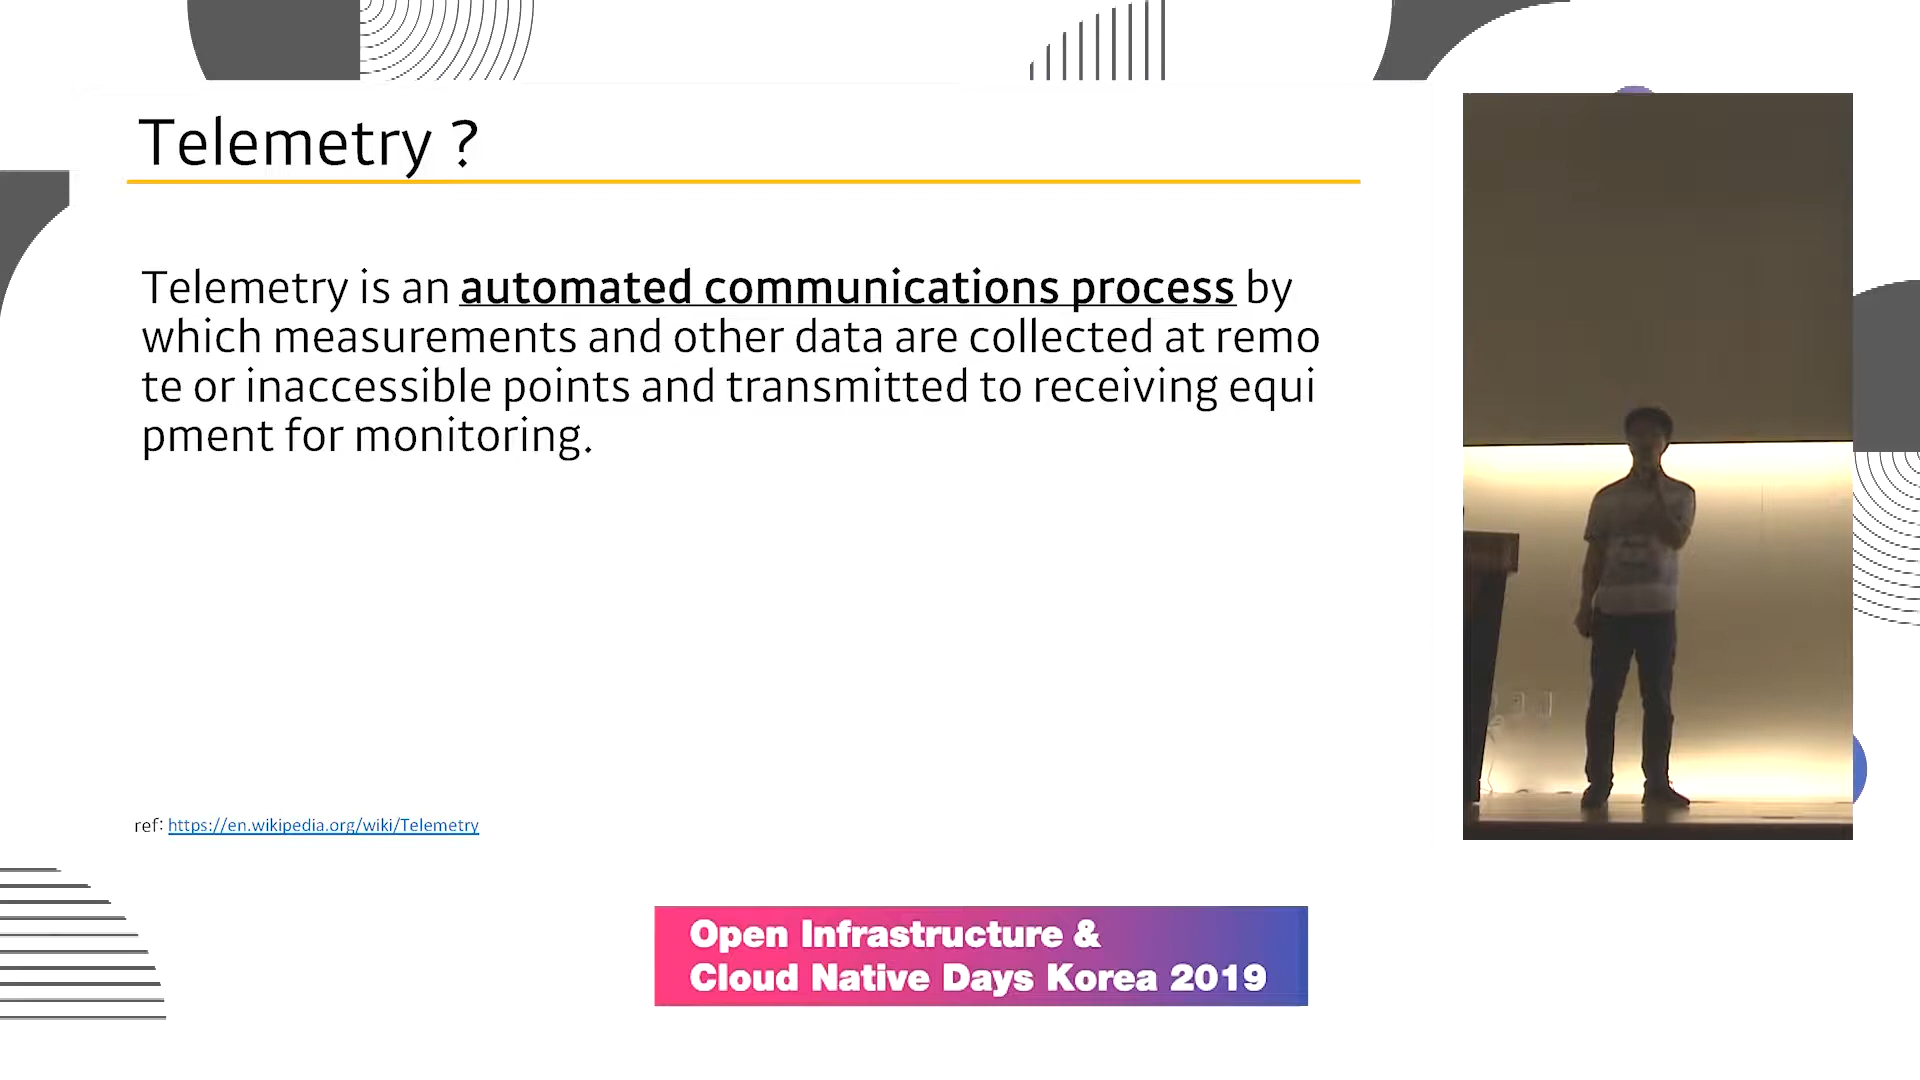 Telemetry ?
Telemetry is an automated communications process by
which measurements and other data are collected at remo
te or inaccessible points and transmitted to receiving equi
pment for monitoring.
ref: https://en.wikipedia.org/wiki/Telemetry
Open Infrastructure &
Cloud Native Days Korea 2019